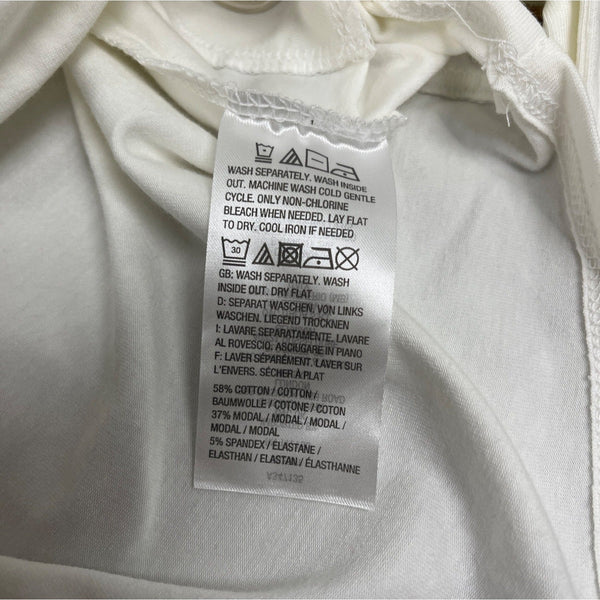 WASH SEPARATELY. WASH INSIDE
OUT. MACHINE WASH COLD GENTLE
CYCLE. ONLY NON-CHLORINE
BLEACH WHEN NEEDED. LAY FLAT
TO DRY. COOL IRON IF NEEDED
30
GB: WASH SEPARATELY. WASH
INSIDE OUT. DRY FLAT
D: SEPARAT WASCHEN, VON LINKS
WASCHEN. LIEGEND TROCKNEN
I: LAVARE SEPARATAMENTE. LAVARE
AL ROVESCIO. ASCIUGARE IN PIANO
F: LAVER SÉPARÉMENT. LAVER SUR
L'ENVERS. SÉCHER À PLAT
LONDON
58% COTTON / COTTON /
BAUMWOLLE / COTONE / COTON
ROAD
37% MODAL / MODAL / MODAL /
MODAL / MODAL
5% SPANDEX / ELASTANE /
ELASTHAN / ELASTAN / ÉLASTHANNE